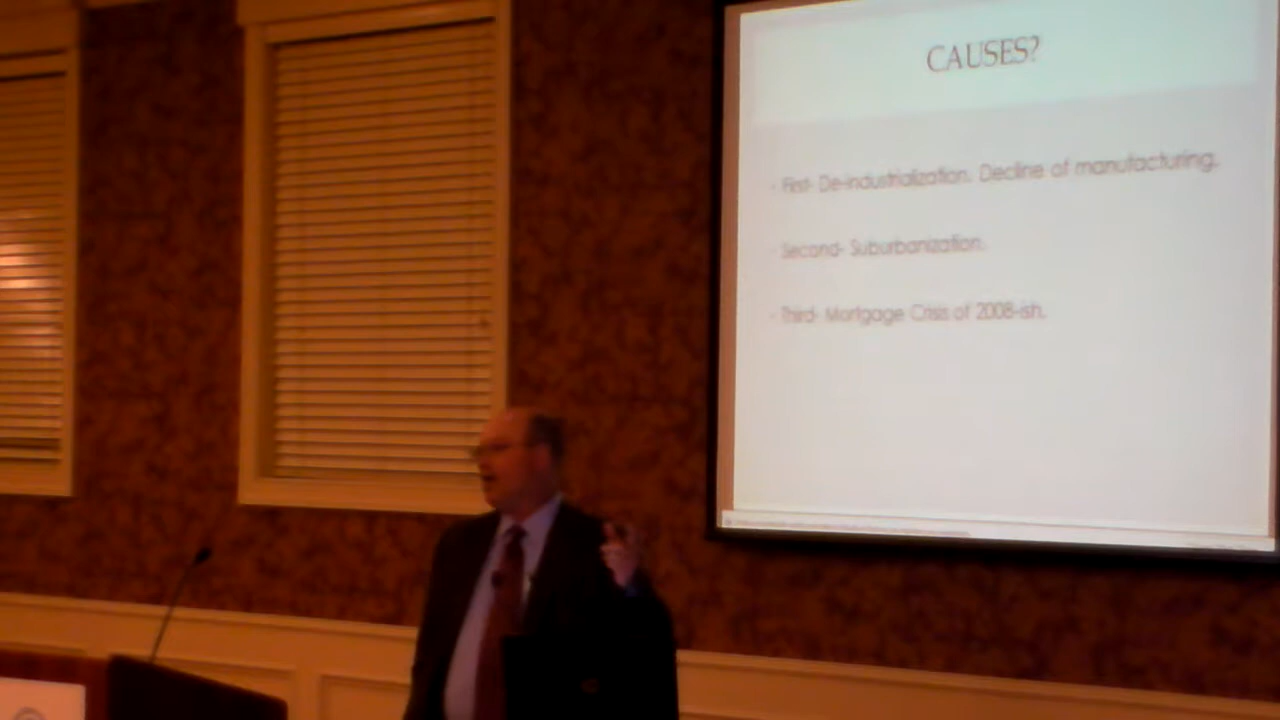 CAUSES?
- First- De-industrialization. Decline of manufacturing.
- Second- Suburbanization.
- Third- Mortgage Crisis of 2008-ish.